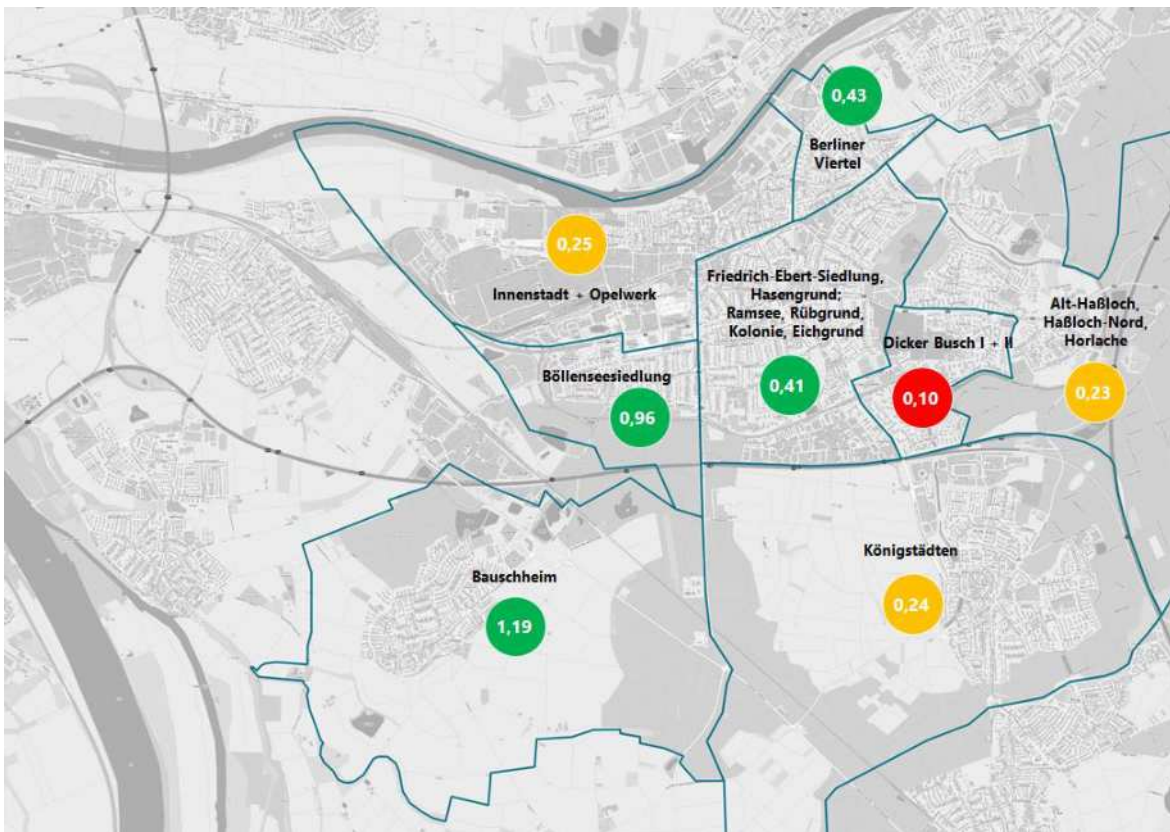 0,43
Berliner
Viertel
0,25
Innenstadt + Opelwerk
Friedrich-Ebert-Siedlung,
Hasengrund;
Ramsee, Rübgrund,
Kolonie, Eichgrund
0,41
Alt-Haßloch,
Haßloch-Nord,
Horlache
0,23
Dicker Busch I + II
0,10
Böllenseesiedlung
0,96
Königstädten
0,24
Bauschheim
1,19